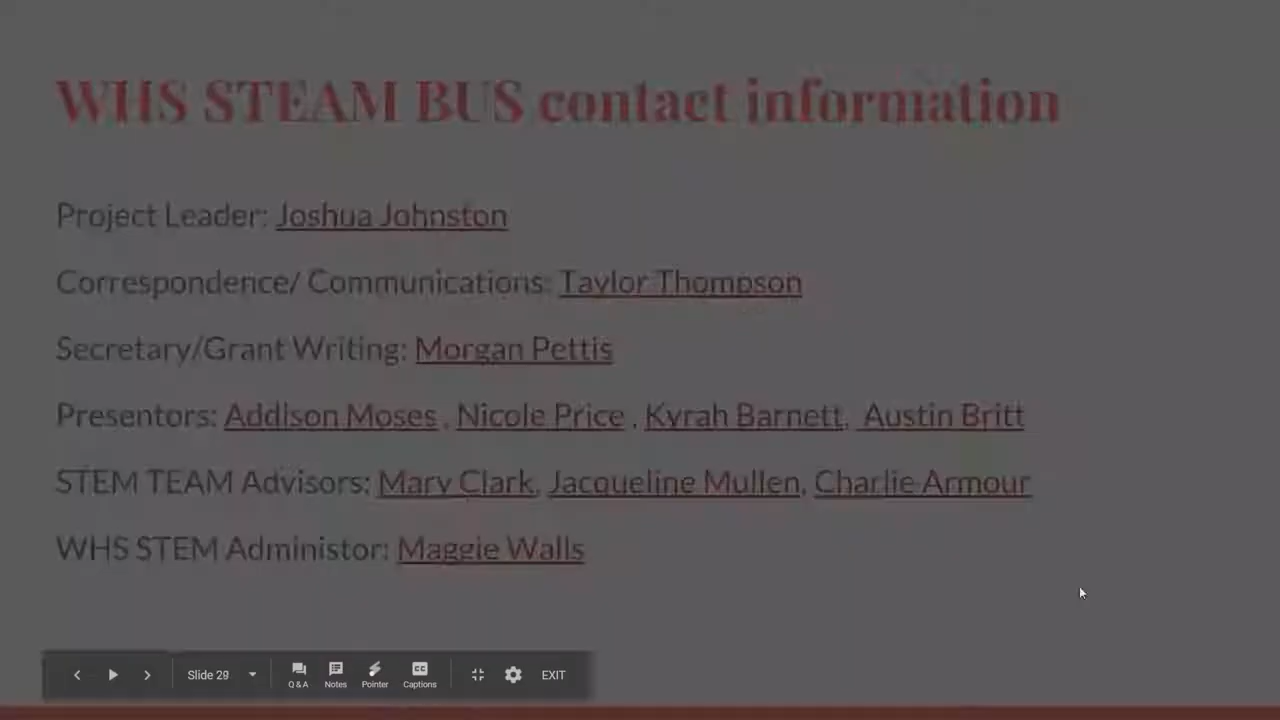 WHS STEAM BUS contact information
Project Leader: Joshua Johnston
Correspondence/ Communications: Taylor Thompson
Secretary/Grant Writing: Morgan Pettis
Presentors: Addison Moses , Nicole Price , Kyrah Barnett, Austin Britt
STEM TEAM Advisors: Mary Clark, Jacqueline Mullen, Charlie Armour
WHS STEM Administor: Maggie Walls
Slide 29
Q & A
Notes
Pointer
Captions
EXIT